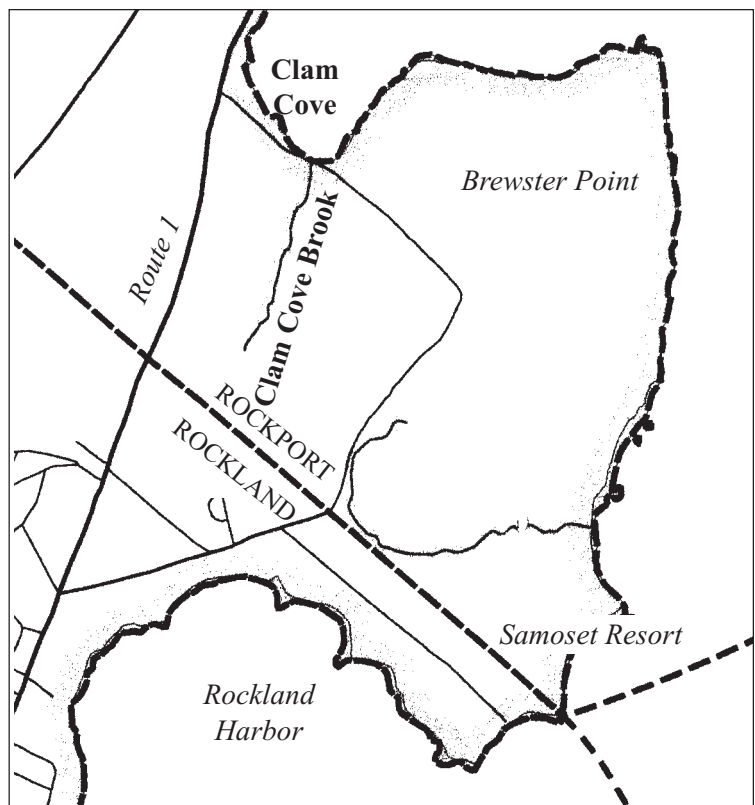 Clam
Cove
Brewster Point
Route 1
Clam Cove Brook
ROCKPORT
ROCKLAND
Samoset Resort
Rockland
Harbor